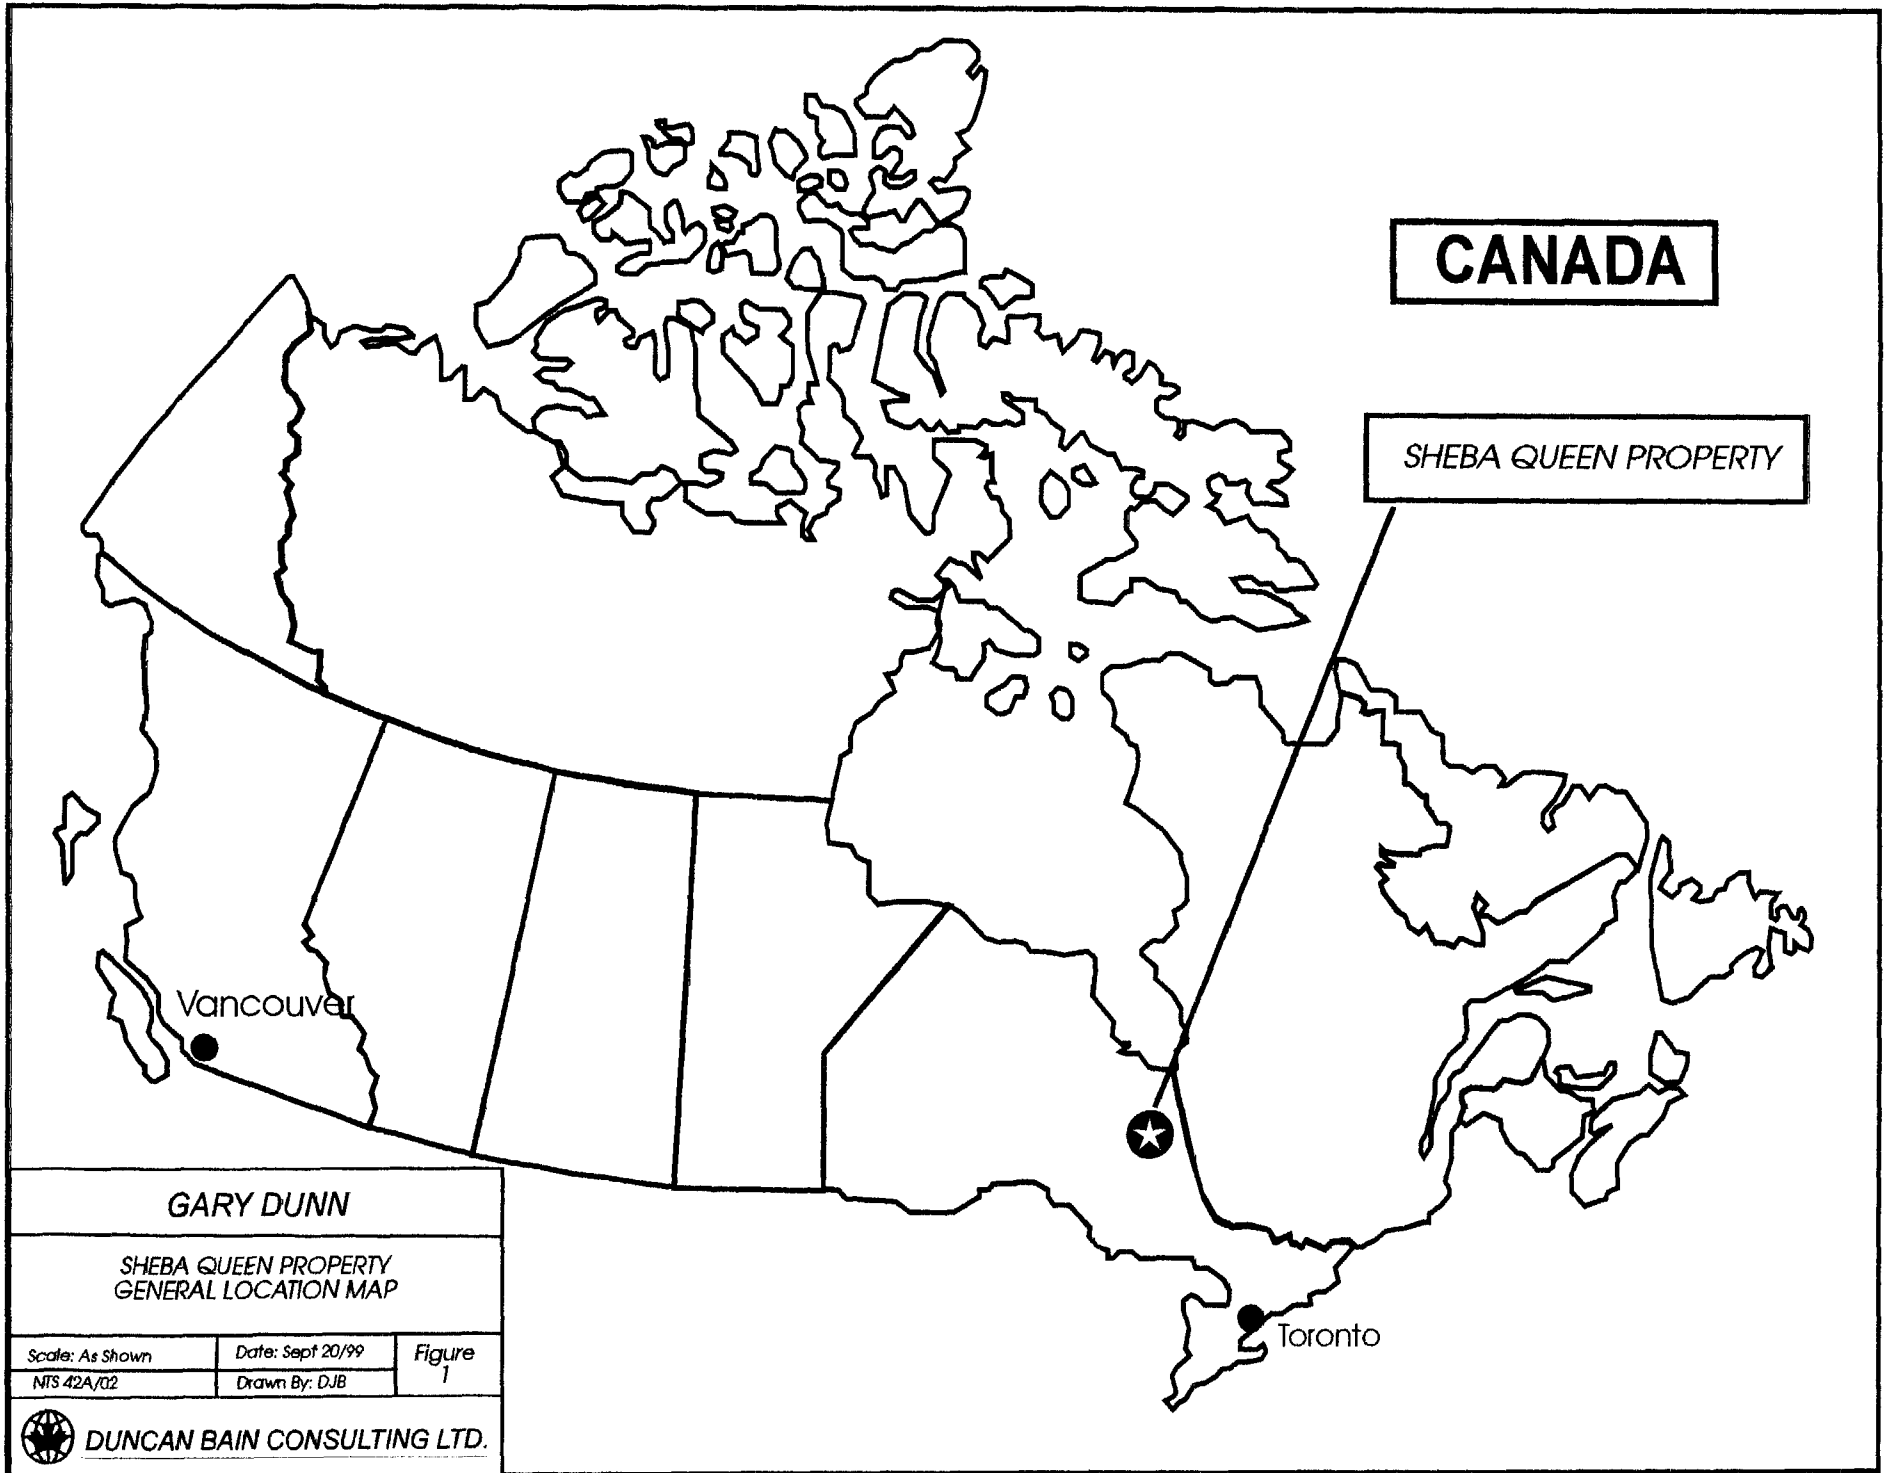 CANADA
SHEBA QUEEN PROPERTY
Vancouver
Toronto
GARY DUNN
SHEBA QUEEN PROPERTY
GENERAL LOCATION MAP
Scale: As Shown
Date: Sept 20/99
Figure
1
NTS 42A/02
Drawn By: DJB
DUNCAN BAIN CONSULTING LTD.